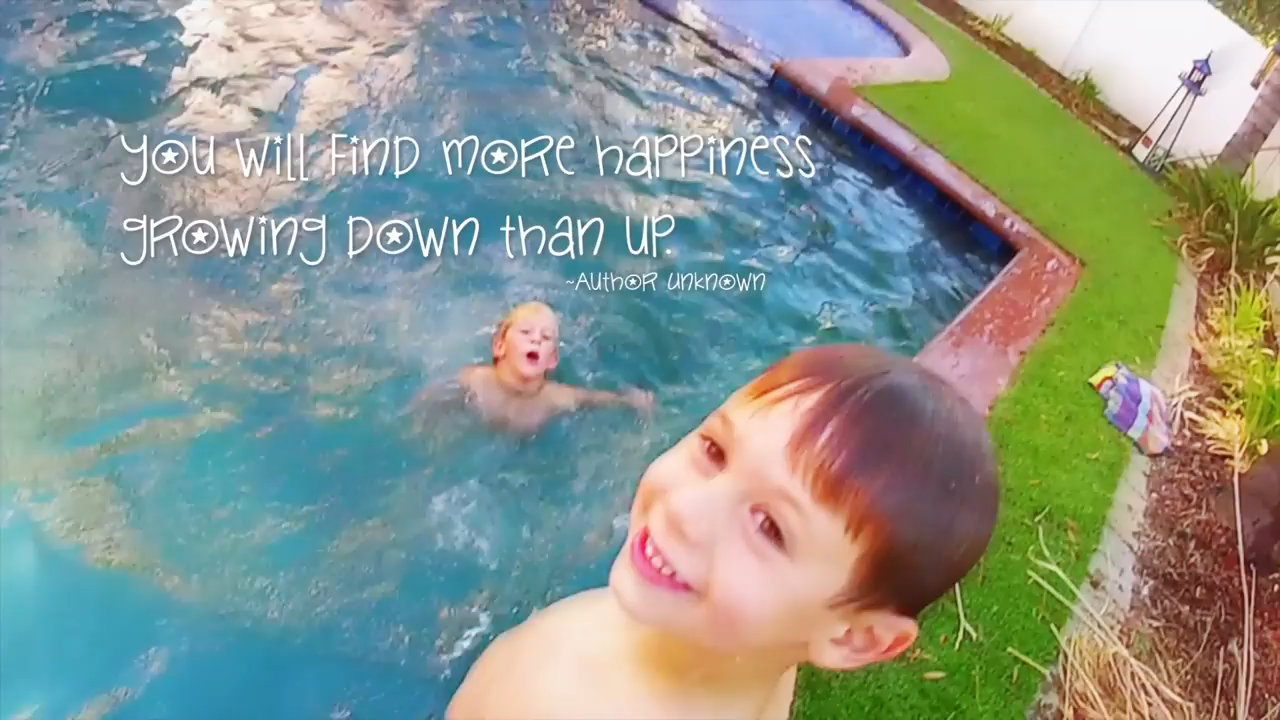 You will find more happiness
growing down than up.
~Author Unknown